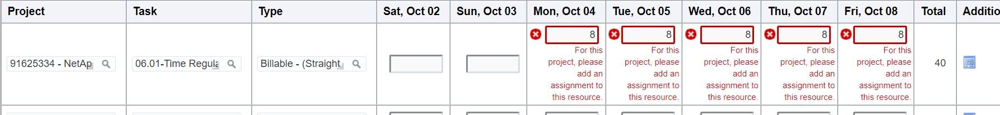 Project Task Type Sat, Oct 02 Sun, Oct 03 Mon, Oct 04 Tue, Oct 05 Wed, Oct 06 Thu, Oct 07 Fri, Oct 08 Total Additio
8 8 8 8 8
91625334 - NetAp 06.01-Time Regula Billable - (Straight 40
For this
project, please
add an
assignment to
this resource.
For this
project, please
add an
assignment to
this resource.
For this
project, please
add an
assignment to
this resource.
For this
project, please
add an
assignment to
this resource.
For this
project, please
add an
assignment to
this resource.